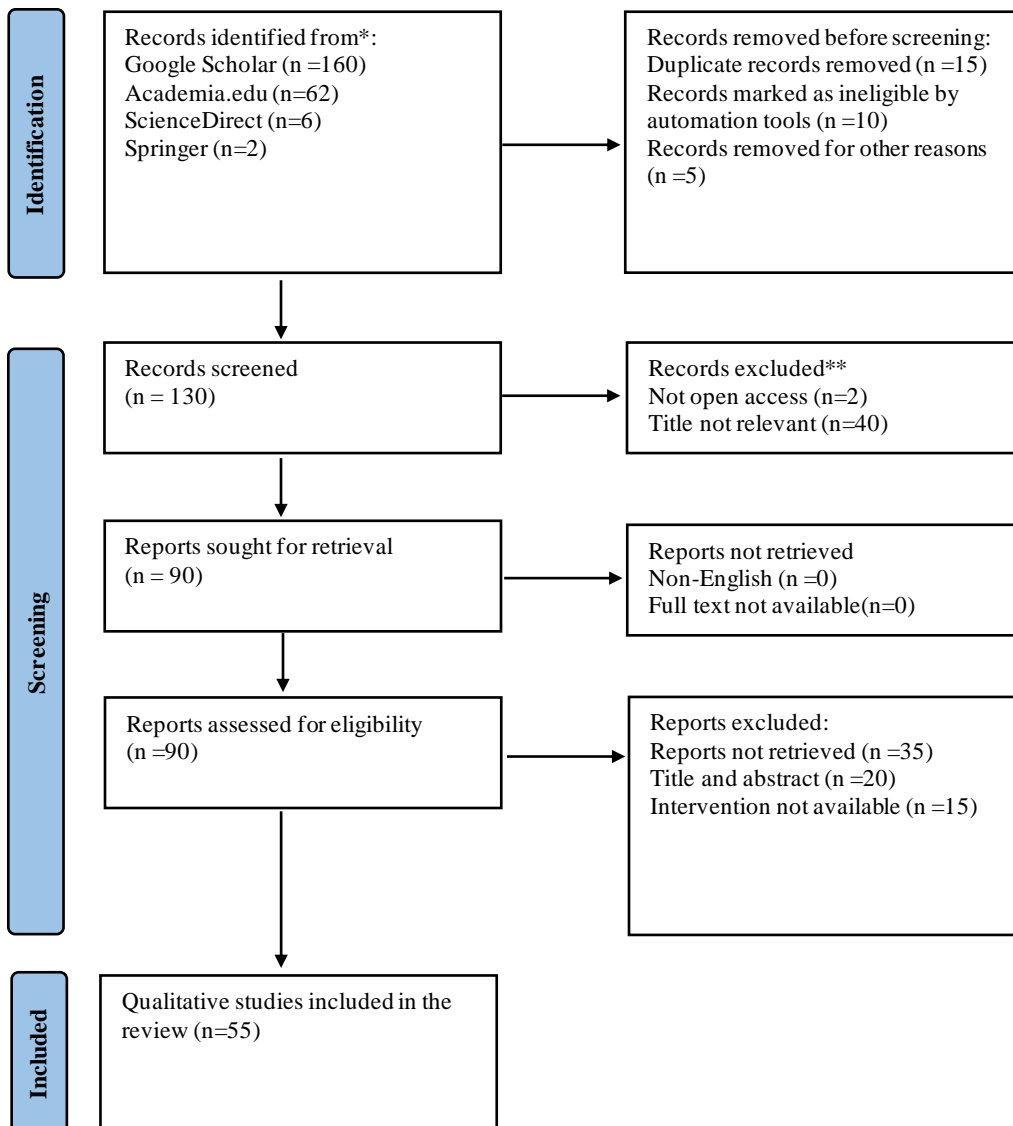 Identification
Records identified from*:
Google Scholar (n =160)
Academia.edu (n=62)
ScienceDirect (n=6)
Springer (n=2)
Records removed before screening:
Duplicate records removed (n =15)
Records marked as ineligible by
automation tools (n =10)
Records removed for other reasons
(n =5)
Screening
Records screened
(n = 130)
Records excluded**
Not open access (n=2)
Title not relevant (n=40)
Reports sought for retrieval
(n = 90)
Reports not retrieved
Non-English (n =0)
Full text not available(n=0)
Reports assessed for eligibility
(n =90)
Reports excluded:
Reports not retrieved (n =35)
Title and abstract (n =20)
Intervention not available (n =15)
Included
Qualitative studies included in the
review (n=55)